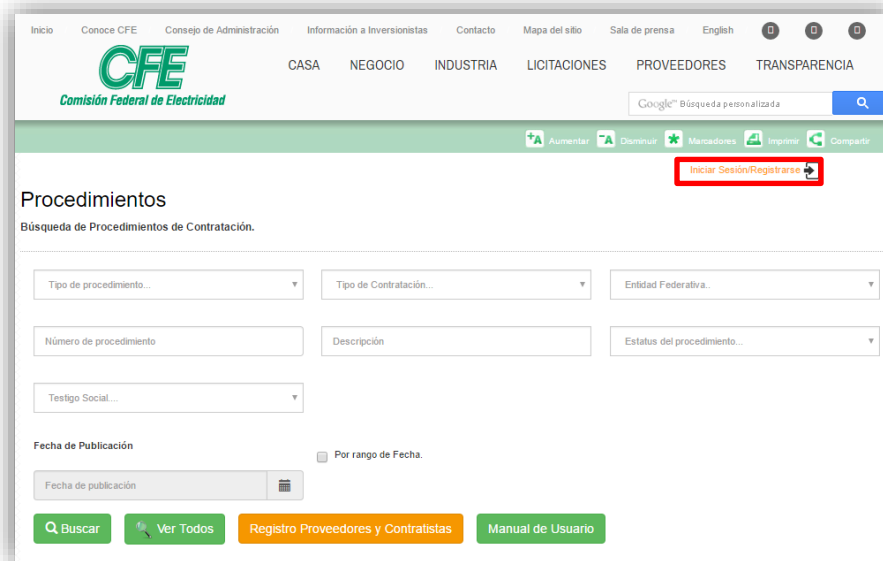 Inicio Conoce CFE Consejo de Administración Información a Inversionistas Contacto Mapa del sitio Sala de prensa English
CFE
Comisión Federal de Electricidad
CASA NEGOCIO INDUSTRIA LICITACIONES PROVEEDORES TRANSPARENCIA
Google™ Búsqueda personalizada
+A Aumentar -A Disminuir Marcadores Imprimir Compartir
Iniciar Sesión/Registrarse
Procedimientos
Búsqueda de Procedimientos de Contratación.
Tipo de procedimiento... Tipo de Contratación... Entidad Federativa..
Número de procedimiento Descripción Estatus del procedimiento...
Testigo Social....
Fecha de Publicación Por rango de Fecha.
Fecha de publicación
Buscar Ver Todos Registro Proveedores y Contratistas Manual de Usuario